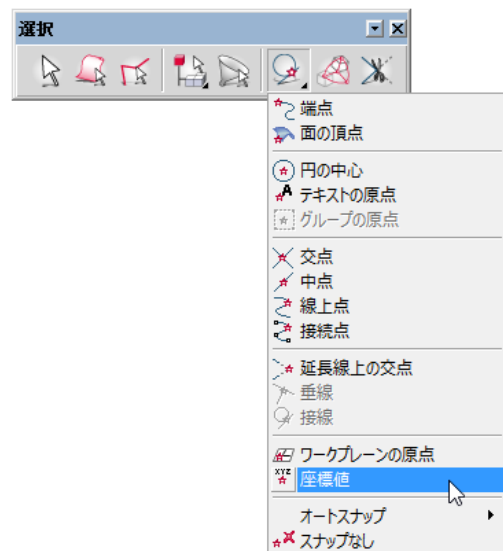 選択
端点
面の頂点
円の中心
A テキストの原点
グループの原点
交点
中点
線上点
接続点
延長線上の交点
垂線
接線
ワークプレーンの原点
XYZ 座標値
オートスナップ
スナップなし